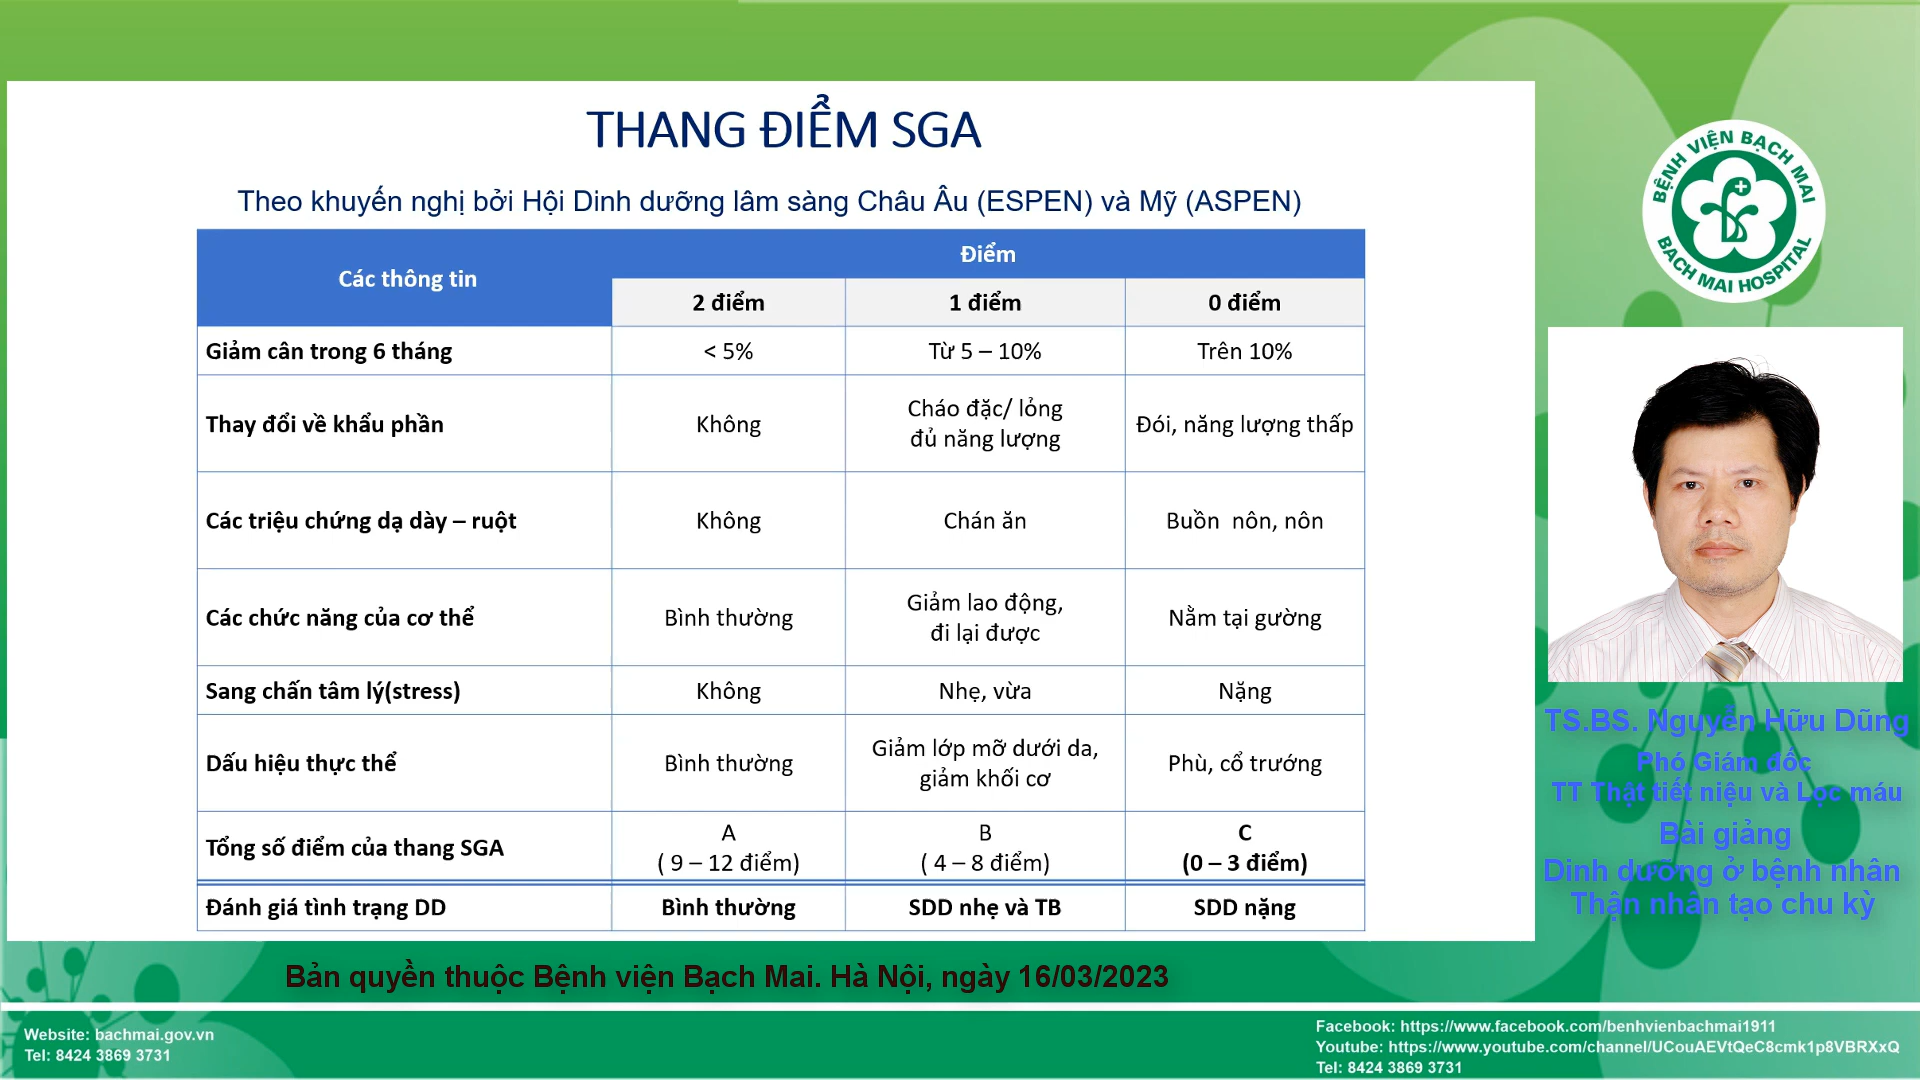 THANG ĐIỂM SGA
Theo khuyến nghị bởi Hội Dinh dưỡng lâm sàng Châu Âu (ESPEN) và Mỹ (ASPEN)
Các thông tin
Điểm
2 điểm
1 điểm
0 điểm
Giảm cân trong 6 tháng
< 5%
Từ 5 – 10%
Trên 10%
Thay đổi về khẩu phần
Không
Cháo đặc/ lỏng
đủ năng lượng
Đói, năng lượng thấp
Các triệu chứng dạ dày – ruột
Không
Chán ăn
Buồn  nôn, nôn
Các chức năng của cơ thể
Bình thường
Giảm lao động,
đi lại được
Nằm tại gường
Sang chấn tâm lý(stress)
Không
Nhẹ, vừa
Nặng
Dấu hiệu thực thể
Bình thường
Giảm lớp mỡ dưới da,
giảm khối cơ
Phù, cổ trướng
Tổng số điểm của thang SGA
A
( 9 – 12 điểm)
B
( 4 – 8 điểm)
C
(0 – 3 điểm)
Đánh giá tình trạng DD
Bình thường
SDD nhẹ và TB
SDD nặng
BỆNH VIỆN BẠCH MAI
BACH MAI HOSPITAL
TS.BS. Nguyễn Hữu Dũng
Phó Giám đốc
TT Thật tiết niệu và Lọc máu
Bài giảng
Dinh dưỡng ở bệnh nhân
Thận nhân tạo chu kỳ
Bản quyền thuộc Bệnh viện Bạch Mai. Hà Nội, ngày 16/03/2023
Website: bachmai.gov.vn
Tel: 8424 3869 3731
Facebook: https://www.facebook.com/benhvienbachmai1911
Youtube: https://www.youtube.com/channel/UCouAEVtQeC8cmk1p8VBRXxQ
Tel: 8424 3869 3731